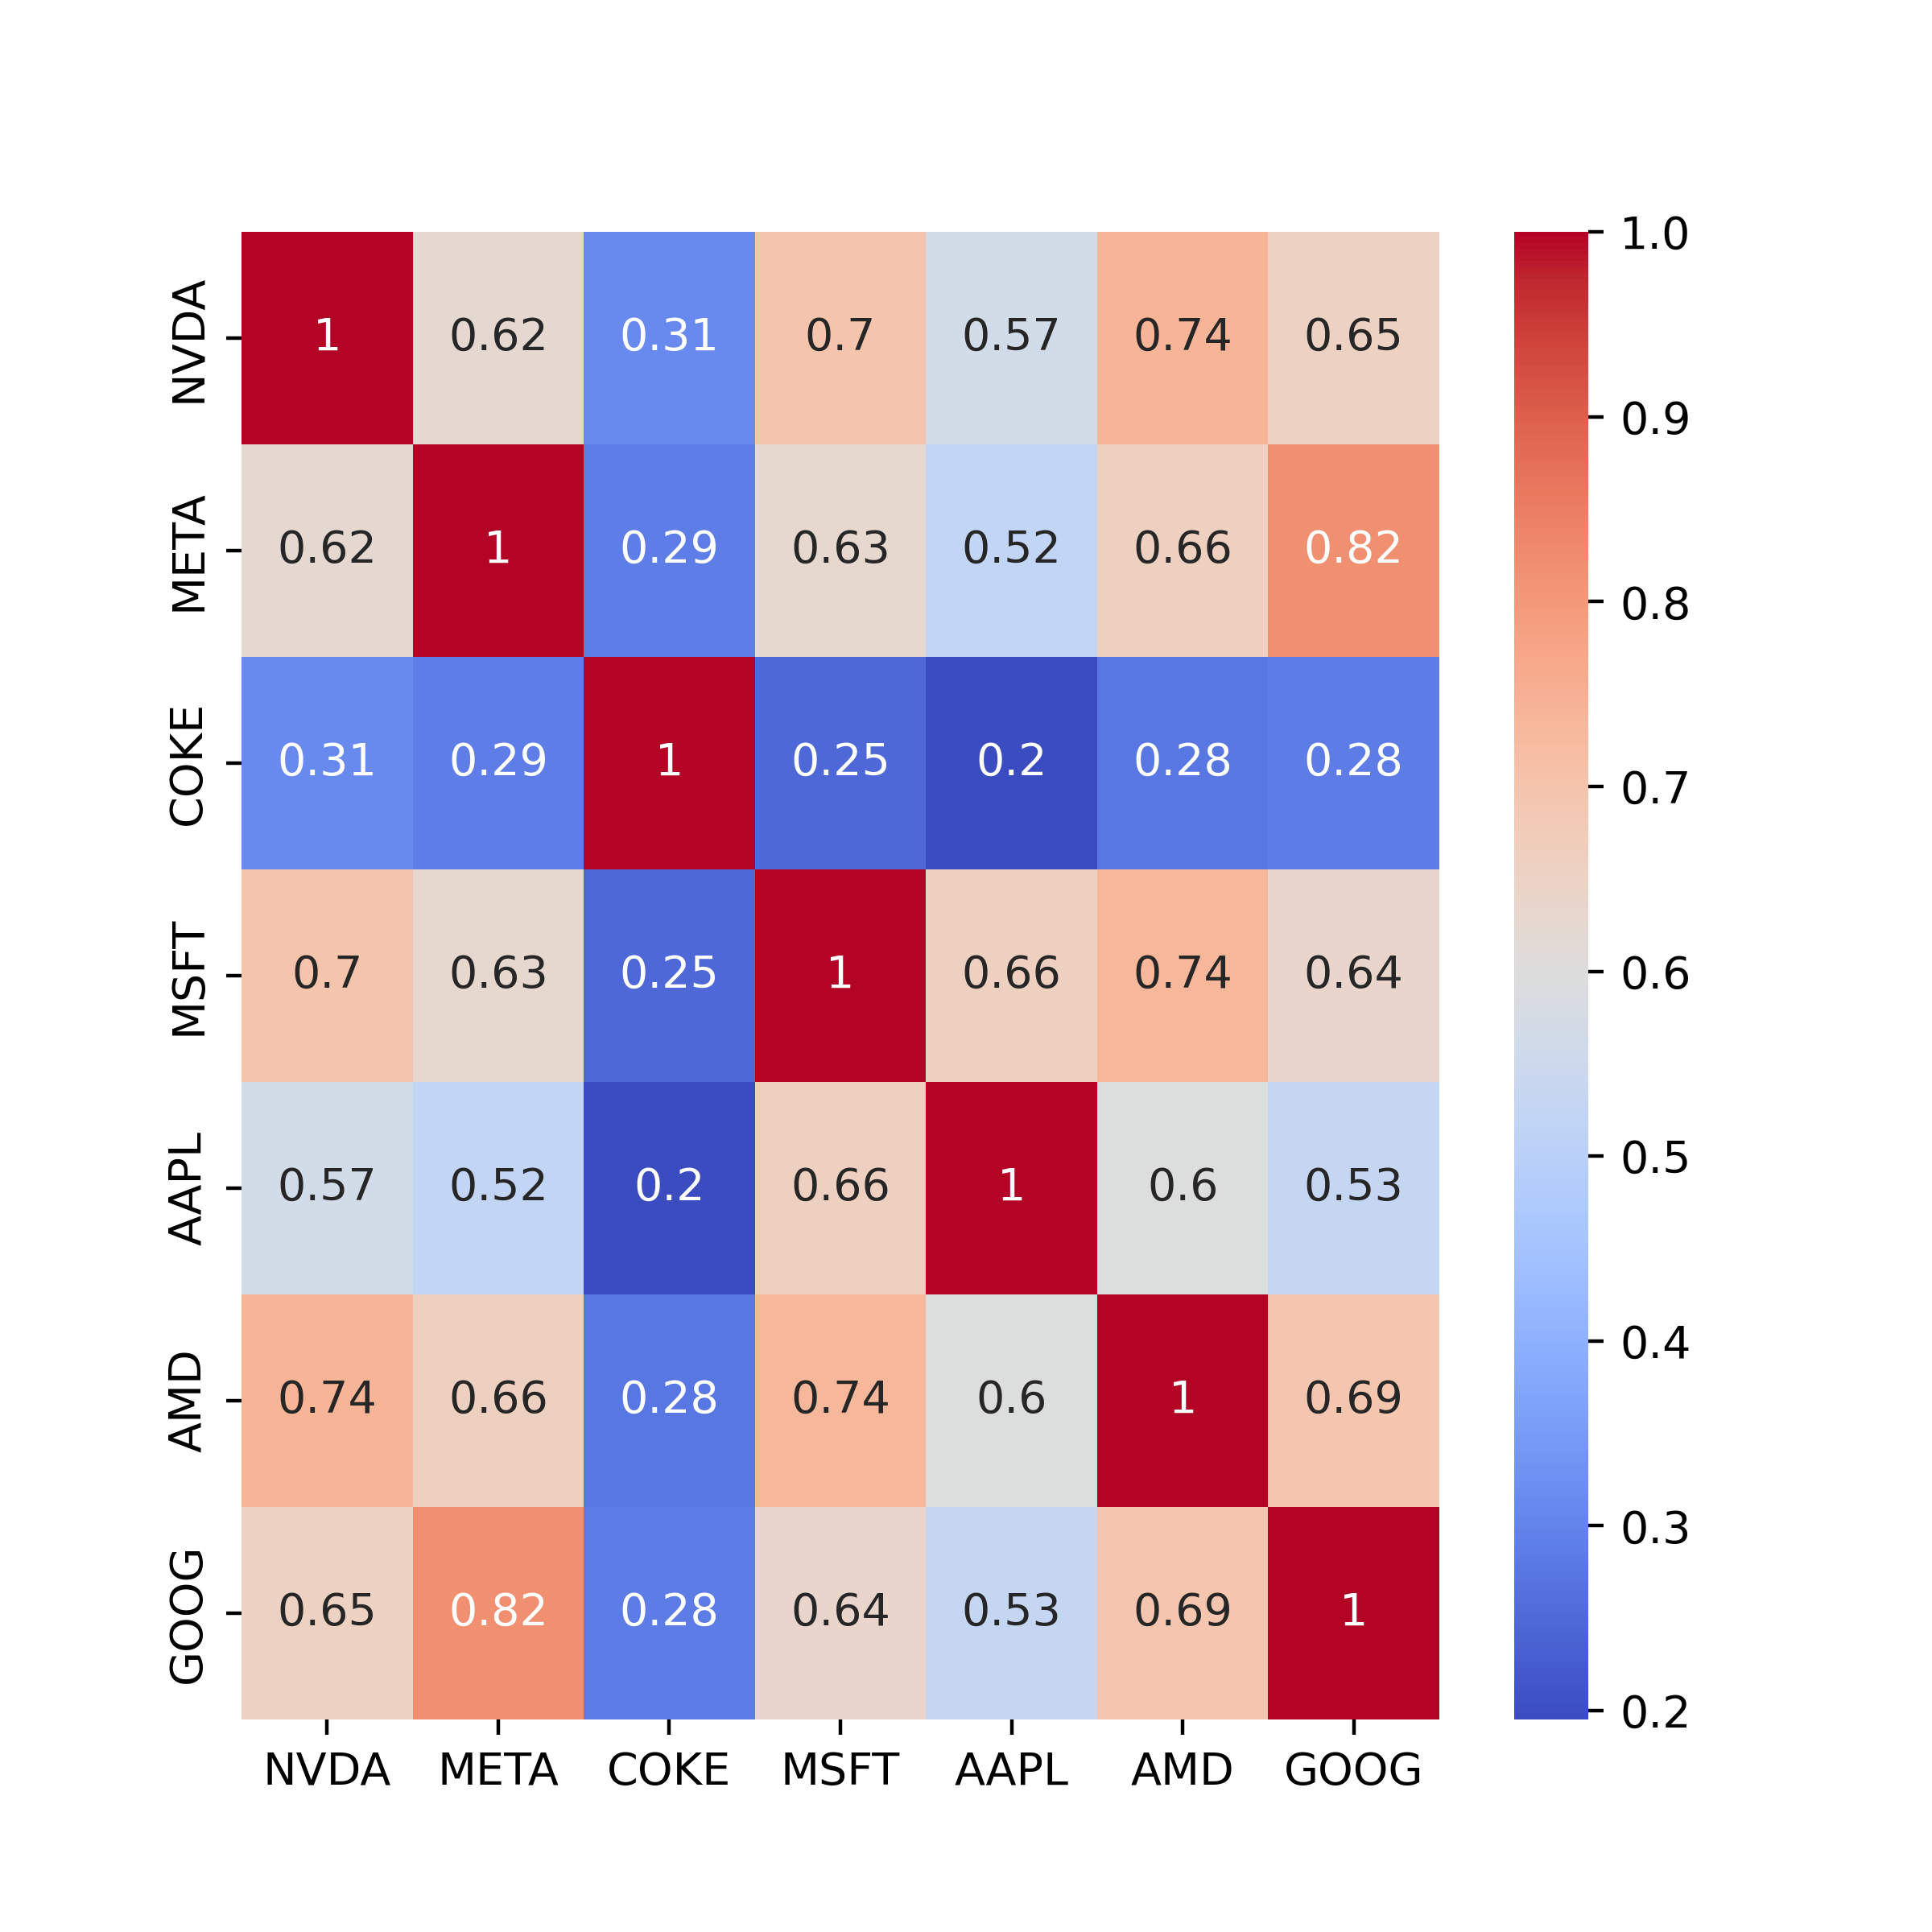 NVDA 1 0.62 0.31 0.7 0.57 0.74 0.65
META 0.62 1 0.29 0.63 0.52 0.66 0.82
COKE 0.31 0.29 1 0.25 0.2 0.28 0.28
MSFT 0.7 0.63 0.25 1 0.66 0.74 0.64
AAPL 0.57 0.52 0.2 0.66 1 0.6 0.53
AMD 0.74 0.66 0.28 0.74 0.6 1 0.69
GOOG 0.65 0.82 0.28 0.64 0.53 0.69 1
NVDA META COKE MSFT AAPL AMD GOOG
1.0
0.9
0.8
0.7
0.6
0.5
0.4
0.3
0.2